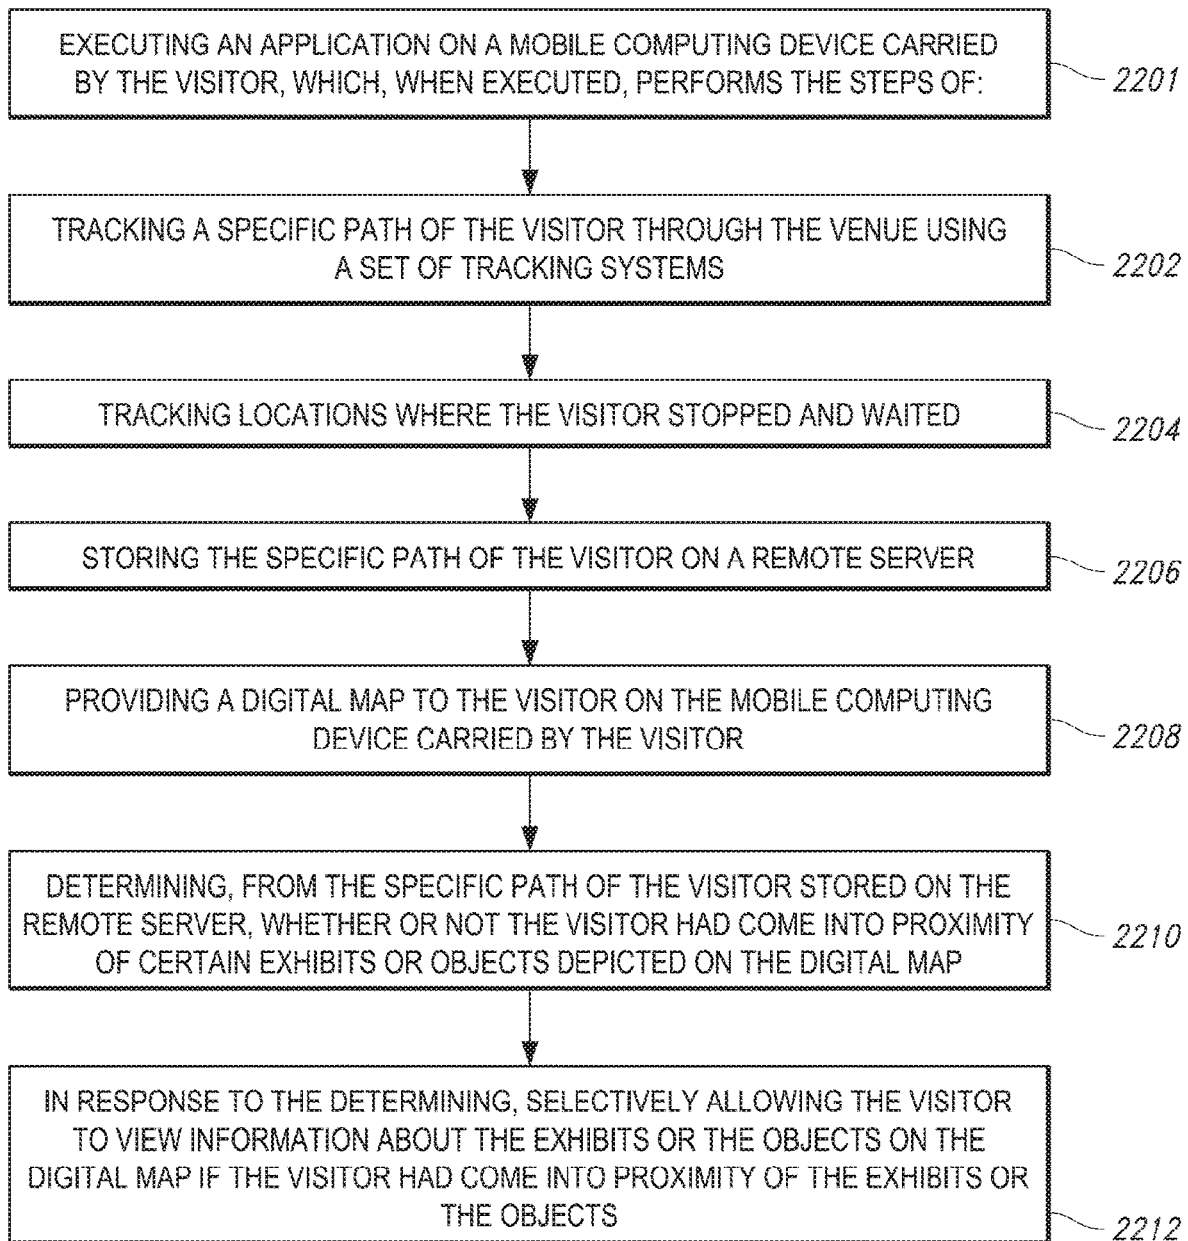 EXECUTING AN APPLICATION ON A MOBILE COMPUTING DEVICE CARRIED
BY THE VISITOR, WHICH, WHEN EXECUTED, PERFORMS THE STEPS OF:
2201
TRACKING A SPECIFIC PATH OF THE VISITOR THROUGH THE VENUE USING
A SET OF TRACKING SYSTEMS
2202
TRACKING LOCATIONS WHERE THE VISITOR STOPPED AND WAITED
2204
STORING THE SPECIFIC PATH OF THE VISITOR ON A REMOTE SERVER
2206
PROVIDING A DIGITAL MAP TO THE VISITOR ON THE MOBILE COMPUTING
DEVICE CARRIED BY THE VISITOR
2208
DETERMINING, FROM THE SPECIFIC PATH OF THE VISITOR STORED ON THE
REMOTE SERVER, WHETHER OR NOT THE VISITOR HAD COME INTO PROXIMITY
OF CERTAIN EXHIBITS OR OBJECTS DEPICTED ON THE DIGITAL MAP
2210
IN RESPONSE TO THE DETERMINING, SELECTIVELY ALLOWING THE VISITOR
TO VIEW INFORMATION ABOUT THE EXHIBITS OR THE OBJECTS ON THE
DIGITAL MAP IF THE VISITOR HAD COME INTO PROXIMITY OF THE EXHIBITS OR
THE OBJECTS
2212